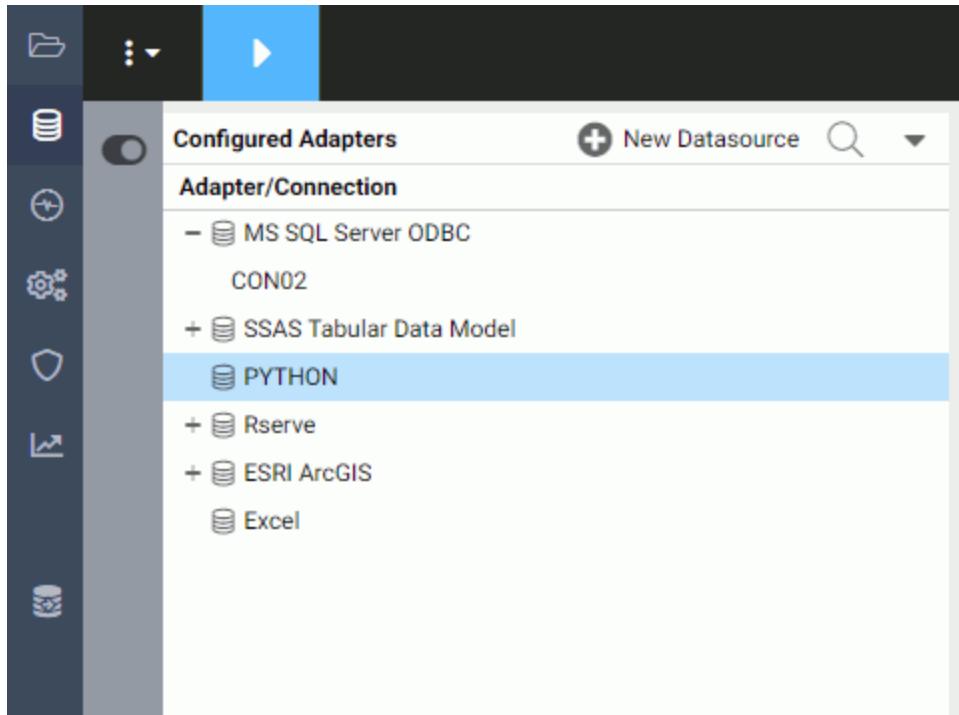 Configured Adapters New Datasource
Adapter/Connection
MS SQL Server ODBC
CON02
SSAS Tabular Data Model
PYTHON
Rserve
ESRI ArcGIS
Excel